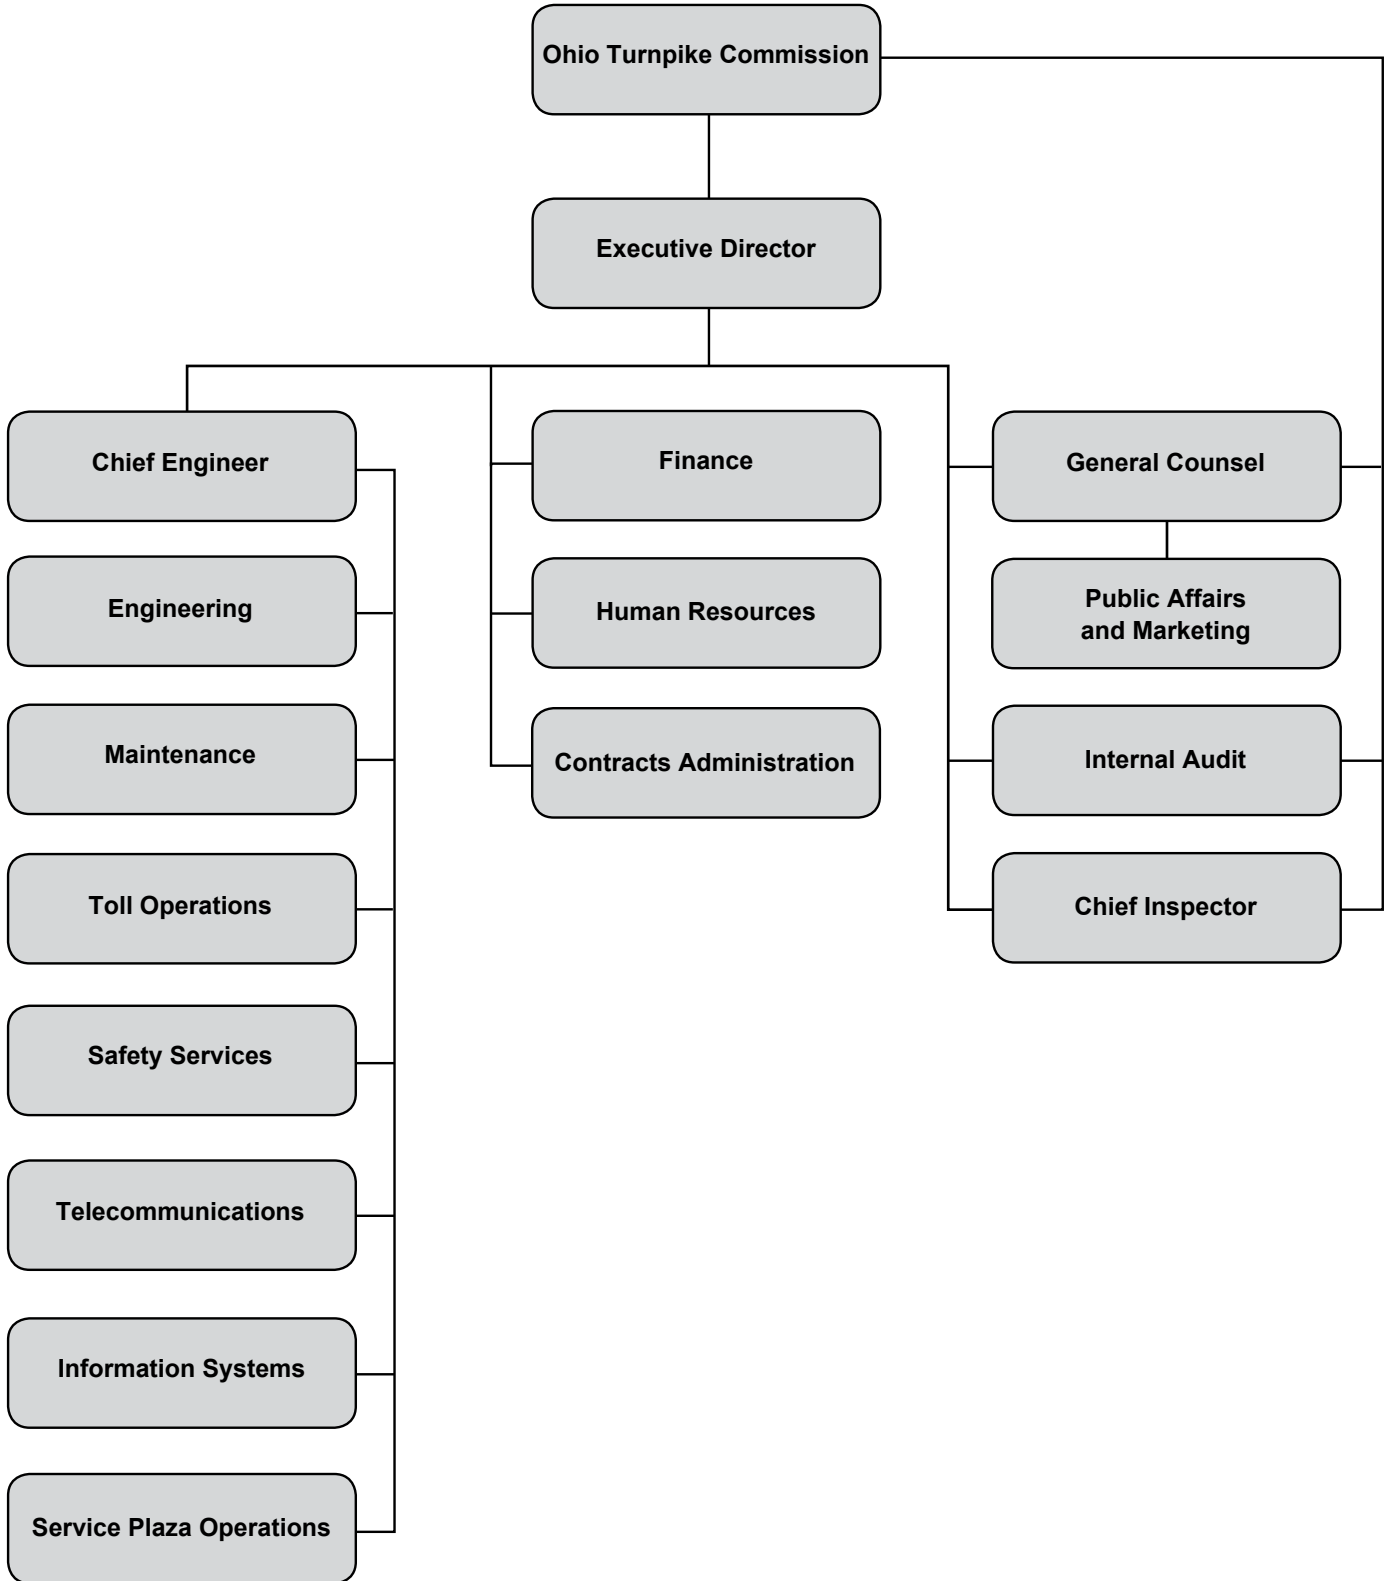 Ohio Turnpike Commission
Executive Director
Chief Engineer
Engineering
Maintenance
Toll Operations
Safety Services
Telecommunications
Information Systems
Service Plaza Operations
Finance
Human Resources
Contracts Administration
General Counsel
Public Affairs
and Marketing
Internal Audit
Chief Inspector